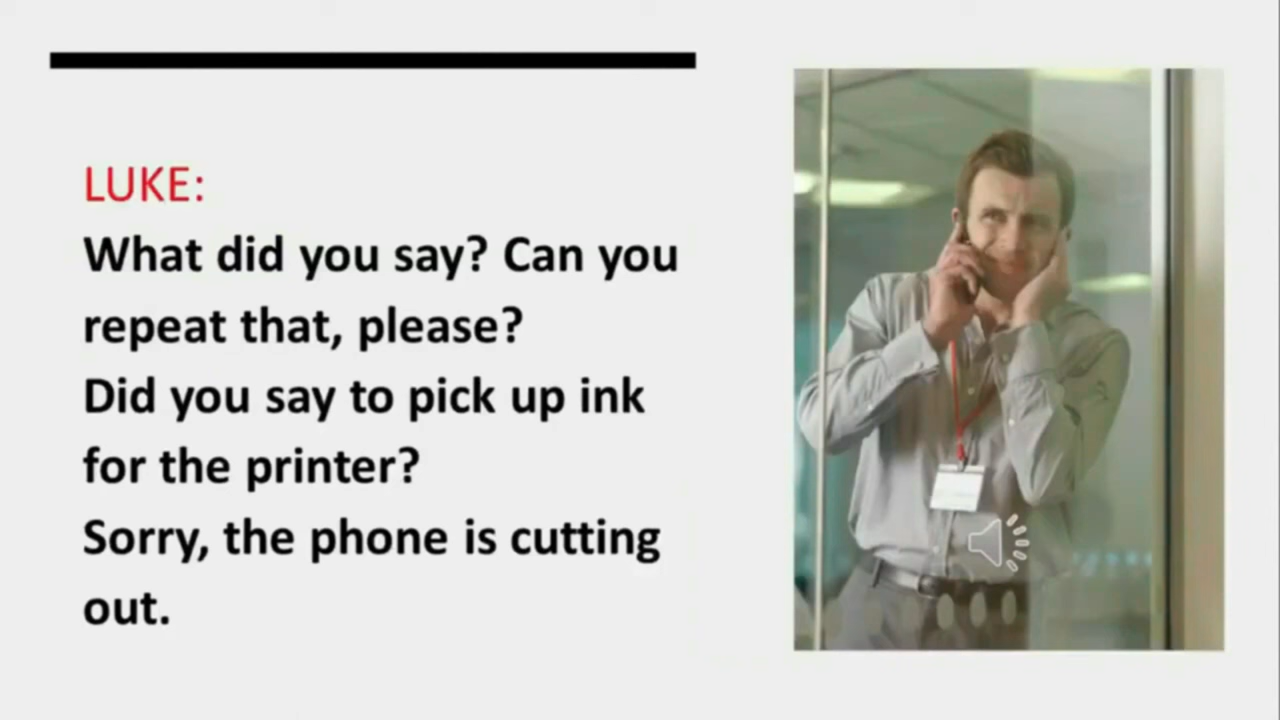 LUKE:
What did you say? Can you
repeat that, please?
Did you say to pick up ink
for the printer?
Sorry, the phone is cutting
out.